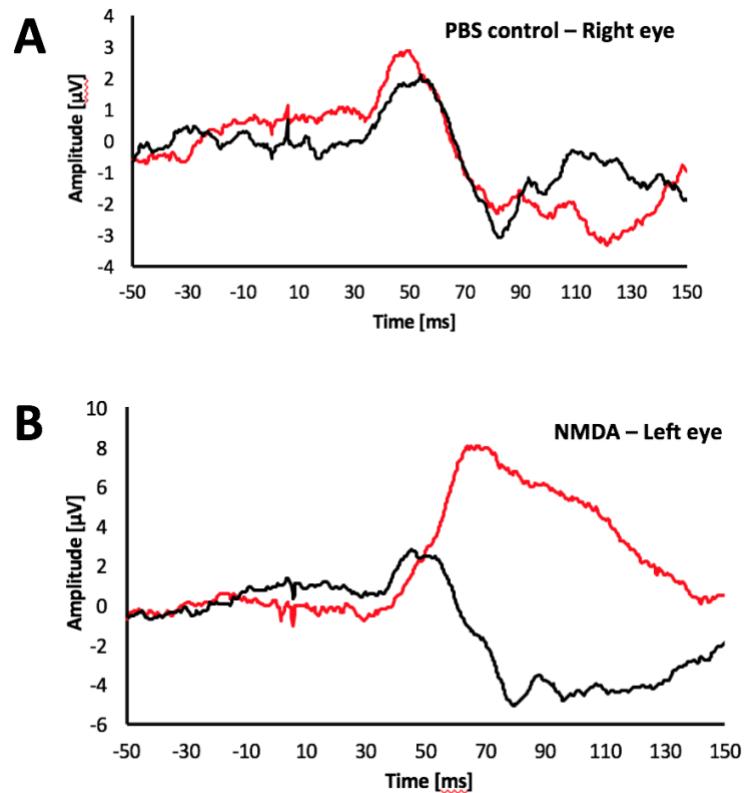 A
PBS control – Right eye
Amplitude [µV]
4
3
2
1
0
-1
-2
-3
-4
-50 -30 -10 10 30 50 70 90 110 130 150
Time [ms]
B
NMDA – Left eye
Amplitude [µV]
10
8
6
4
2
0
-2
-4
-6
-50 -30 -10 10 30 50 70 90 110 130 150
Time [ms]